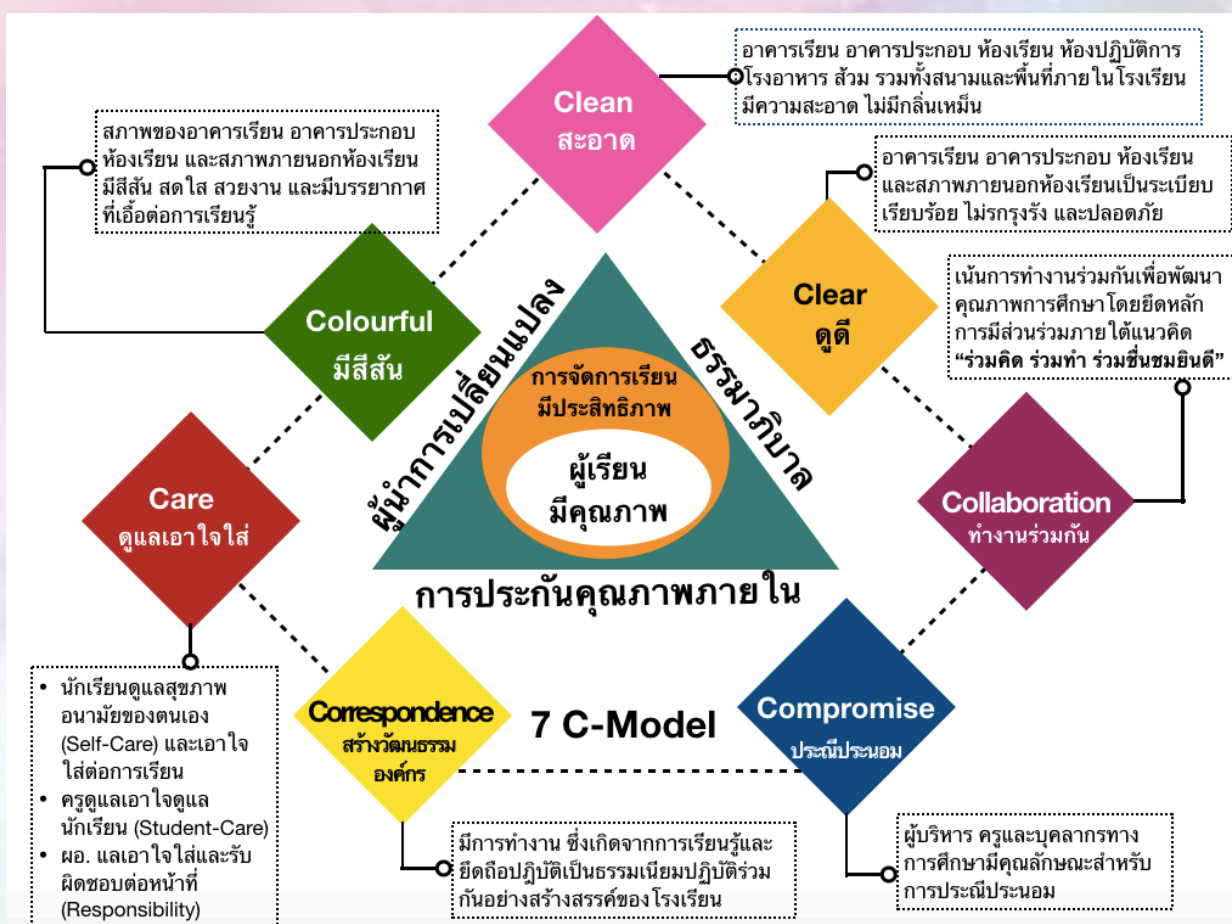 Clean
สะอาด
อาคารเรียน อาคารประกอบ ห้องเรียน ห้องปฏิบัติการ
โรงอาหาร ส้วม รวมทั้งสนามและพื้นที่ภายในโรงเรียน
มีความสะอาด ไม่มีกลิ่นเหม็น
สภาพของอาคารเรียน อาคารประกอบ
ห้องเรียน และสภาพภายนอกห้องเรียน
มีสีสัน สดใส สวยงาน และมีบรรยากาศ
ที่เอื้อต่อการเรียนรู้
อาคารเรียน อาคารประกอบ ห้องเรียน
และสภาพภายนอกห้องเรียนเป็นระเบียบ
เรียบร้อย ไม่รกรุงรัง และปลอดภัย
Colourful
มีสีสัน
Clear
ดูดี
เน้นการทำงานร่วมกันเพื่อพัฒนา
คุณภาพการศึกษาโดยยึดหลัก
การมีส่วนร่วมภายใต้แนวคิด
“ร่วมคิด ร่วมทำ ร่วมชื่นชมยินดี”
ผู้นำการเปลี่ยนแปลง
ธรรมาภิบาล
การจัดการเรียน
มีประสิทธิภาพ
ผู้เรียน
มีคุณภาพ
การประกันคุณภาพภายใน
Care
ดูแลเอาใจใส่
Collaboration
ทำงานร่วมกัน
Correspondence
สร้างวัฒนธรรม
องค์กร
7 C-Model
Compromise
ประณีประนอม
• นักเรียนดูแลสุขภาพ
อนามัยของตนเอง
(Self-Care) และเอาใจ
ใส่ต่อการเรียน
• ครูดูแลเอาใจดูแล
นักเรียน (Student-Care)
• ผอ. แลเอาใจใส่และรับ
ผิดชอบต่อหน้าที่
(Responsibility)
มีการทำงาน ซึ่งเกิดจากการเรียนรู้และ
ยึดถือปฎิบัติเป็นธรรมเนียมปฏิบัติร่วม
กันอย่างสร้างสรรค์ของโรงเรียน
ผู้บริหาร ครูและบุคลากรทาง
การศึกษามีคุณลักษณะสำหรับ
การประณีประนอม